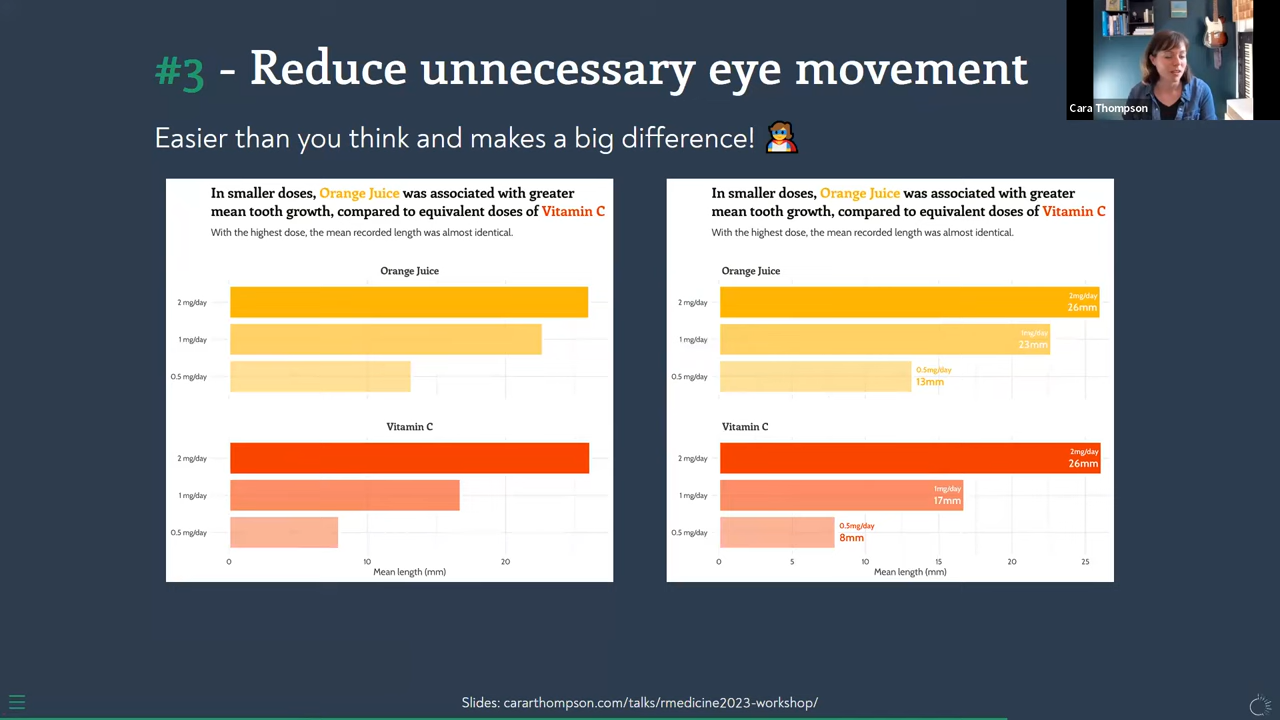 #3 - Reduce unnecessary eye movement
Cara Thompson
Easier than you think and makes a big difference!
In smaller doses, Orange Juice was associated with greater
mean tooth growth, compared to equivalent doses of Vitamin C
With the highest dose, the mean recorded length was almost identical.
Orange Juice
2 mg/day
1 mg/day
0.5 mg/day
Vitamin C
2 mg/day
1 mg/day
0.5 mg/day
0 10 20
Mean length (mm)
In smaller doses, Orange Juice was associated with greater
mean tooth growth, compared to equivalent doses of Vitamin C
With the highest dose, the mean recorded length was almost identical.
Orange Juice
2 mg/day
2mg/day
26mm
1 mg/day
1mg/day
23mm
0.5 mg/day
0.5mg/day
13mm
Vitamin C
2 mg/day
2mg/day
26mm
1 mg/day
1mg/day
17mm
0.5 mg/day
0.5mg/day
8mm
0 5 10 15 20 25
Mean length (mm)
Slides: cararthompson.com/talks/rmedicine2023-workshop/